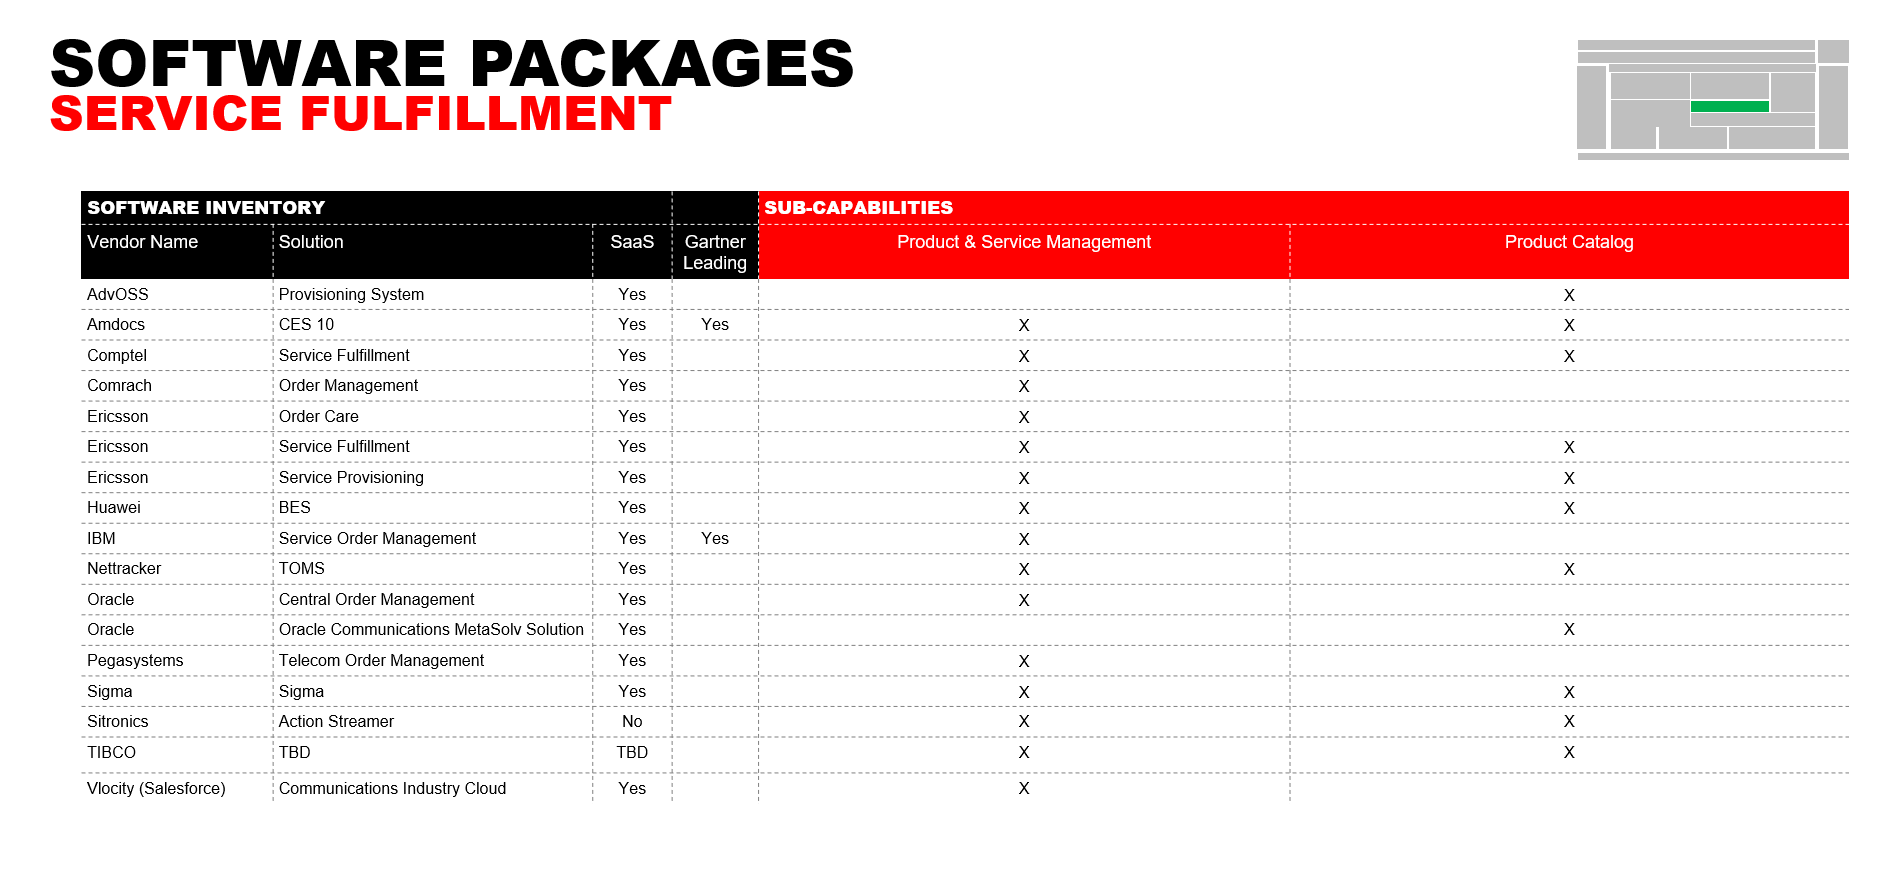 SOFTWARE PACKAGES
SERVICE FULFILLMENT
SOFTWARE INVENTORY SUB-CAPABILITIES
Vendor Name Solution SaaS Gartner Leading Product & Service Management Product Catalog
AdvOSS Provisioning System Yes X
Amdocs CES 10 Yes Yes X X
Comptel Service Fulfillment Yes X X
Comrach Order Management Yes X
Ericsson Order Care Yes X
Ericsson Service Fulfillment Yes X X
Ericsson Service Provisioning Yes X X
Huawei BES Yes X X
IBM Service Order Management Yes Yes X
Nettracker TOMS Yes X X
Oracle Central Order Management Yes X
Oracle Oracle Communications MetaSolv Solution Yes X
Pegasystems Telecom Order Management Yes X
Sigma Sigma Yes X X
Sitronics Action Streamer No X X
TIBCO TBD TBD X X
Vlocity (Salesforce) Communications Industry Cloud Yes X